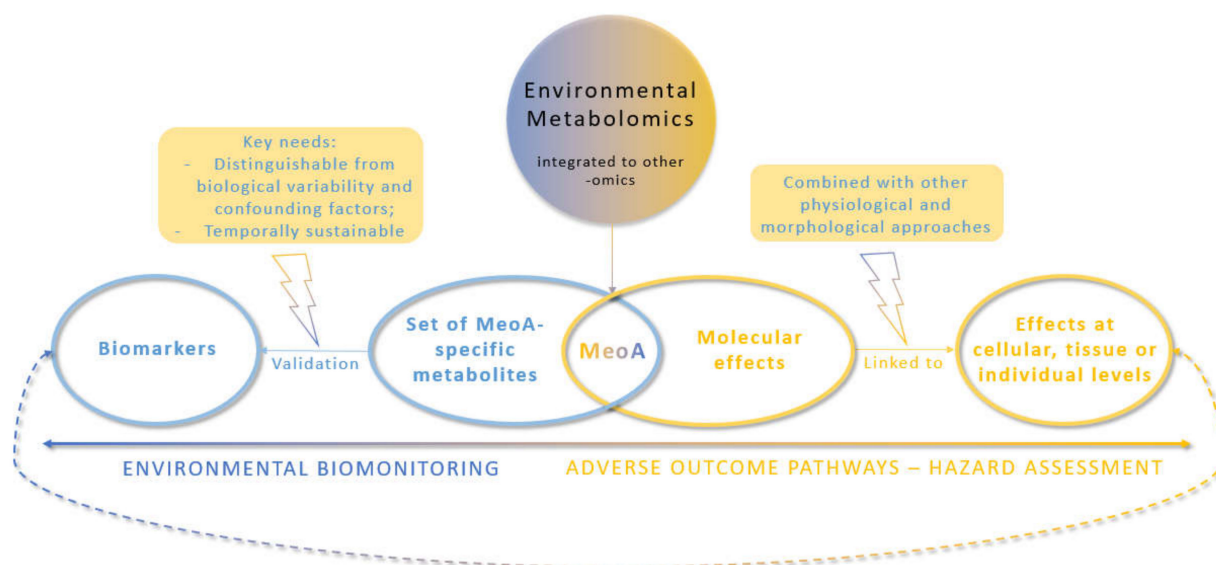 Environmental
Metabolomics
integrated to other
-omics
Key needs:
- Distinguishable from
biological variability and
confounding factors;
- Temporally sustainable
Combined with other
physiological and
morphological approaches
Biomarkers
Validation
Set of MeoA-
specific
metabolites
MeoA
Molecular
effects
Linked to
Effects at
cellular, tissue or
individual levels
ENVIRONMENTAL BIOMONITORING
ADVERSE OUTCOME PATHWAYS – HAZARD ASSESSMENT